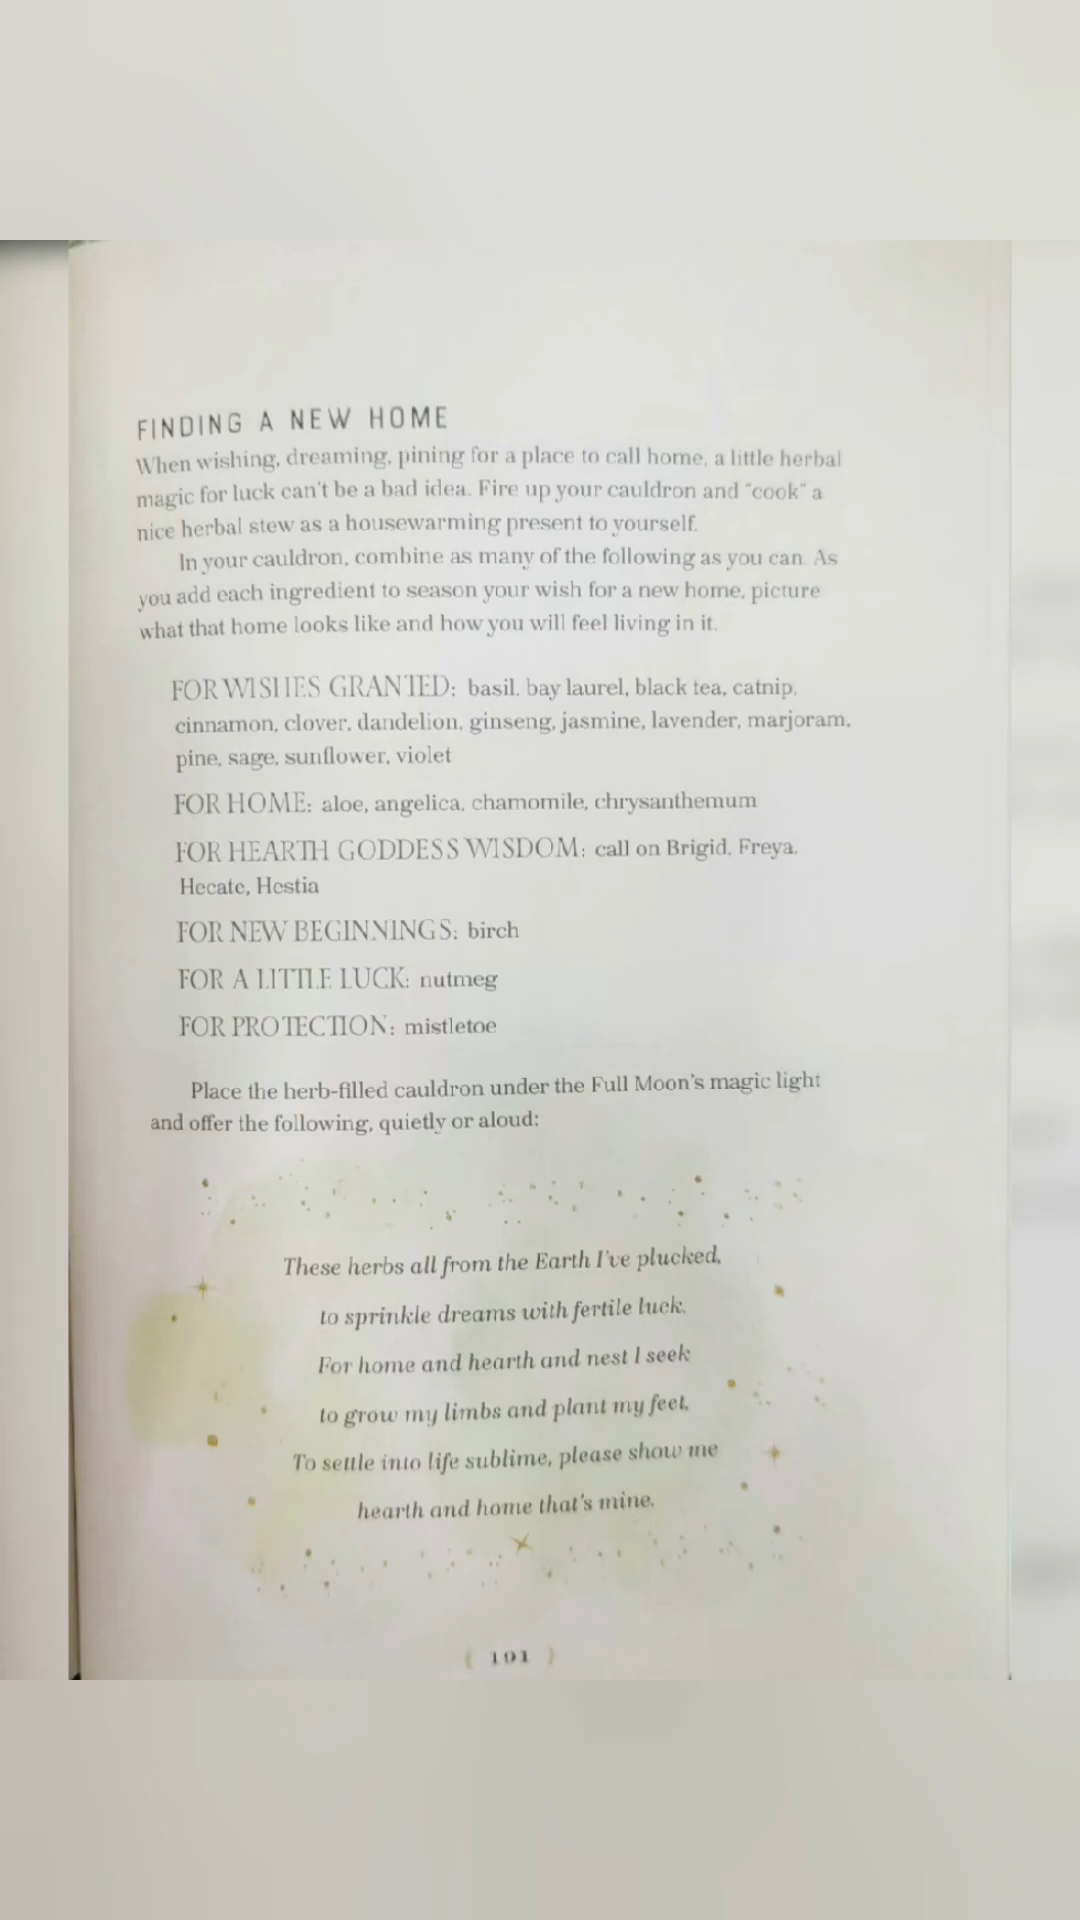 FINDING A NEW HOME
When wishing, dreaming, pining for a place to call home, a little herbal
magic for luck can't be a bad idea. Fire up your cauldron and "cook" a
nice herbal stew as a housewarming present to yourself.
In your cauldron, combine as many of the following as you can. As
you add each ingredient to season your wish for a new home, picture
what that home looks like and how you will feel living in it.
FOR WISHES GRANTED: basil, bay laurel, black tea, catnip,
cinnamon, clover, dandelion, ginseng, jasmine, lavender, marjoram,
pine, sage, sunflower, violet
FOR HOME: aloe, angelica, chamomile, chrysanthemum
FOR HEARTH GODDESS WISDOM: call on Brigid, Freya,
Hecate, Hestia
FOR NEW BEGINNINGS: birch
FOR A LITTLE LUCK: nutmeg
FOR PROTECTION: mistletoe
Place the herb-filled cauldron under the Full Moon's magic light
and offer the following, quietly or aloud:
These herbs all from the Earth I've plucked,
to sprinkle dreams with fertile luck.
For home and hearth and nest I seek
to grow my limbs and plant my feet,
To settle into life sublime, please show me
hearth and home that's mine.
{ 191 }